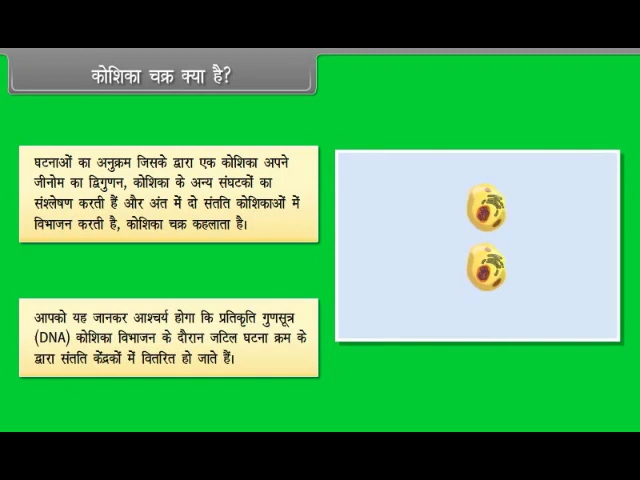 कोशिका चक्र क्या है?
घटनाओं का अनुक्रम जिसके द्वारा एक कोशिका अपने
जीनोम का द्विगुणन, कोशिका के अन्य संघटकों का
संश्लेषण करती हैं और अंत में दो संतति कोशिकाओं में
विभाजन करती है, कोशिका चक्र कहलाता है।
आपको यह जानकर आश्चर्य होगा कि प्रतिकृति गुणसूत्र
(DNA) कोशिका विभाजन के दौरान जटिल घटना क्रम के
द्वारा संतति केंद्रकों में वितरित हो जाते हैं।